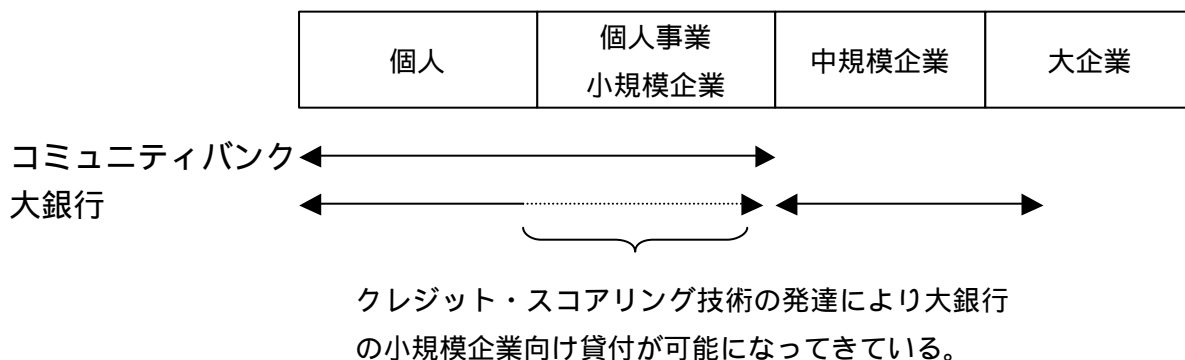 個人
個人事業
小規模企業
中規模企業
大企業
コミュニティバンク
大銀行
クレジット・スコアリング技術の発達により大銀行
の小規模企業向け貸付が可能になってきている。